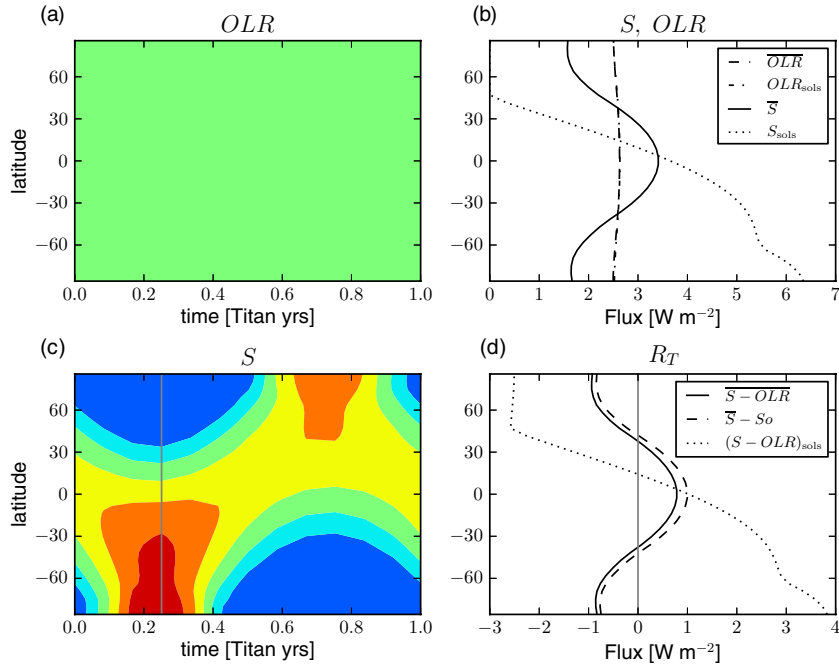 (a)
OLR
latitude
60
30
0
−30
−60
0.0 0.2 0.4 0.6 0.8 1.0
time [Titan yrs]
(b)
S, OLR
60
30
0
−30
−60
0 1 2 3 4 5 6 7
Flux [W m⁻²]
OLR
OLR_sols
S
S_sols
(c)
S
latitude
60
30
0
−30
−60
0.0 0.2 0.4 0.6 0.8 1.0
time [Titan yrs]
(d)
R_T
60
30
0
−30
−60
−3 −2 −1 0 1 2 3 4
Flux [W m⁻²]
S − OLR
S − So
(S − OLR)_sols